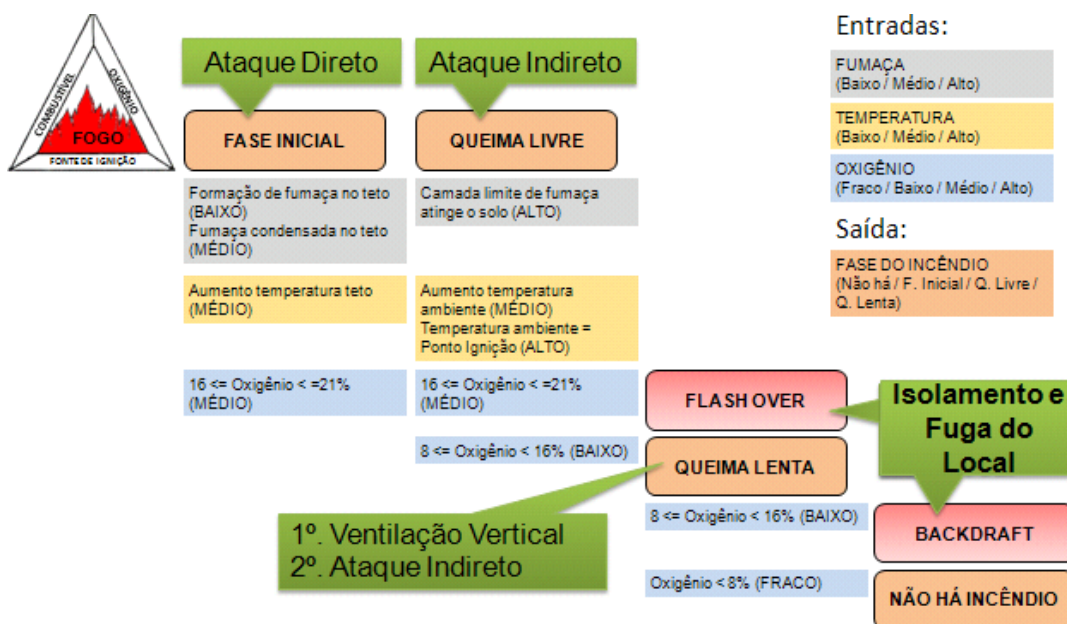 COMBUSTÍVEL
OXIGÊNIO
FOGO
FONTE DE IGNIÇÃO
Ataque Direto
Ataque Indireto
FASE INICIAL
QUEIMA LIVRE
Formação de fumaça no teto
(BAIXO)
Fumaça condensada no teto
(MÉDIO)
Camada limite de fumaça
atinge o solo (ALTO)
Aumento temperatura teto
(MÉDIO)
Aumento temperatura
ambiente (MÉDIO)
Temperatura ambiente =
Ponto Ignição (ALTO)
16 <= Oxigênio < =21%
(MÉDIO)
16 <= Oxigênio < =21%
(MÉDIO)
8 <= Oxigênio < 16% (BAIXO)
FLASH OVER
QUEIMA LENTA
Isolamento e
Fuga do
Local
1º. Ventilação Vertical
2º. Ataque Indireto
8 <= Oxigênio < 16% (BAIXO)
BACKDRAFT
Oxigênio < 8% (FRACO)
NÃO HÁ INCÊNDIO
Entradas:
FUMAÇA
(Baixo / Médio / Alto)
TEMPERATURA
(Baixo / Médio / Alto)
OXIGÊNIO
(Fraco / Baixo / Médio / Alto)
Saída:
FASE DO INCÊNDIO
(Não há / F. Inicial / Q. Livre /
Q. Lenta)